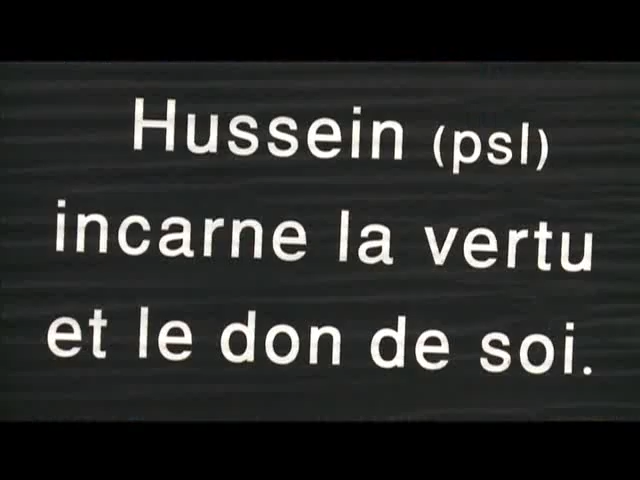 Hussein (psl)
incarne la vertu
et le don de soi.